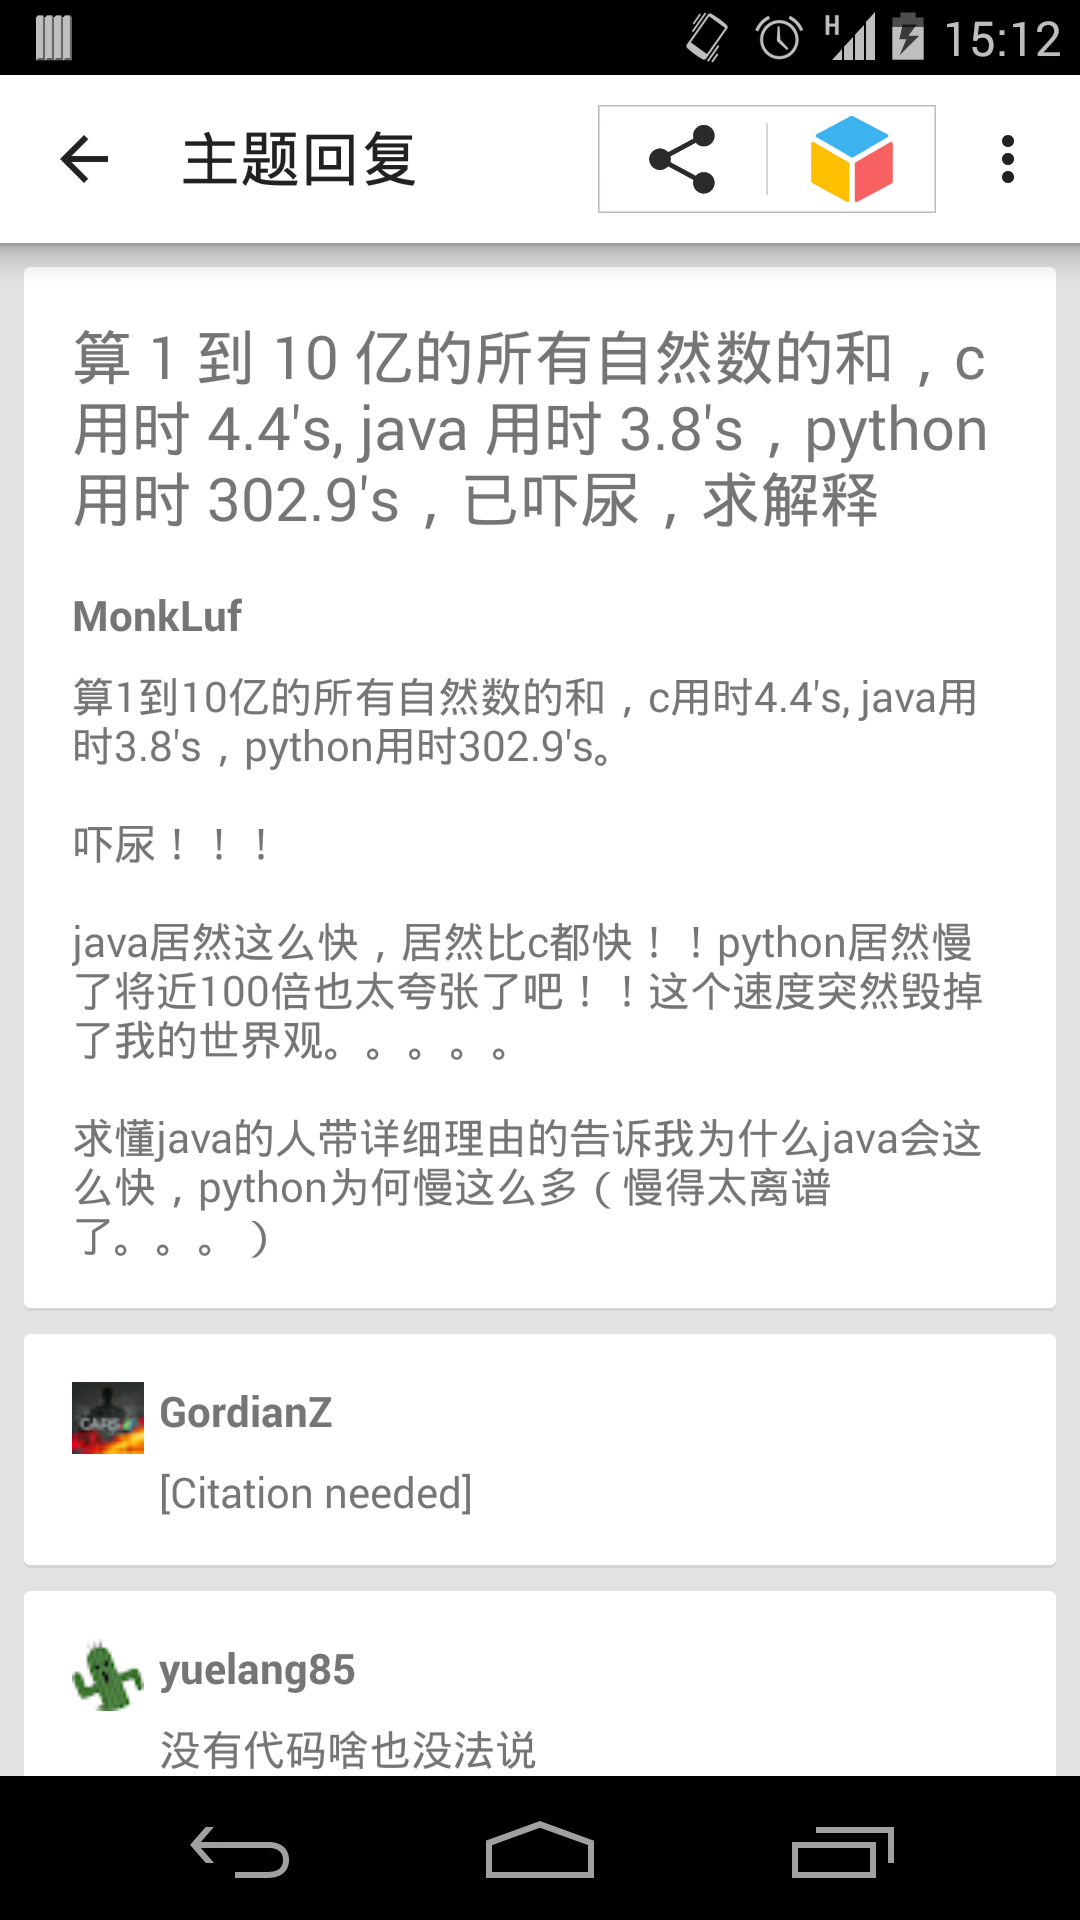 H 15:12
主题回复
算 1 到 10 亿的所有自然数的和，c
用时 4.4's, java 用时 3.8's，python
用时 302.9's，已吓尿，求解释
MonkLuf
算1到10亿的所有自然数的和，c用时4.4's, java用
时3.8's，python用时302.9's。
吓尿！！！
java居然这么快，居然比c都快！！python居然慢
了将近100倍也太夸张了吧！！这个速度突然毁掉
了我的世界观。。。。。
求懂java的人带详细理由的告诉我为什么java会这
么快，python为何慢这么多（慢得太离谱
了。。。）
CARS
GordianZ
[Citation needed]
yuelang85
没有代码啥也没法说